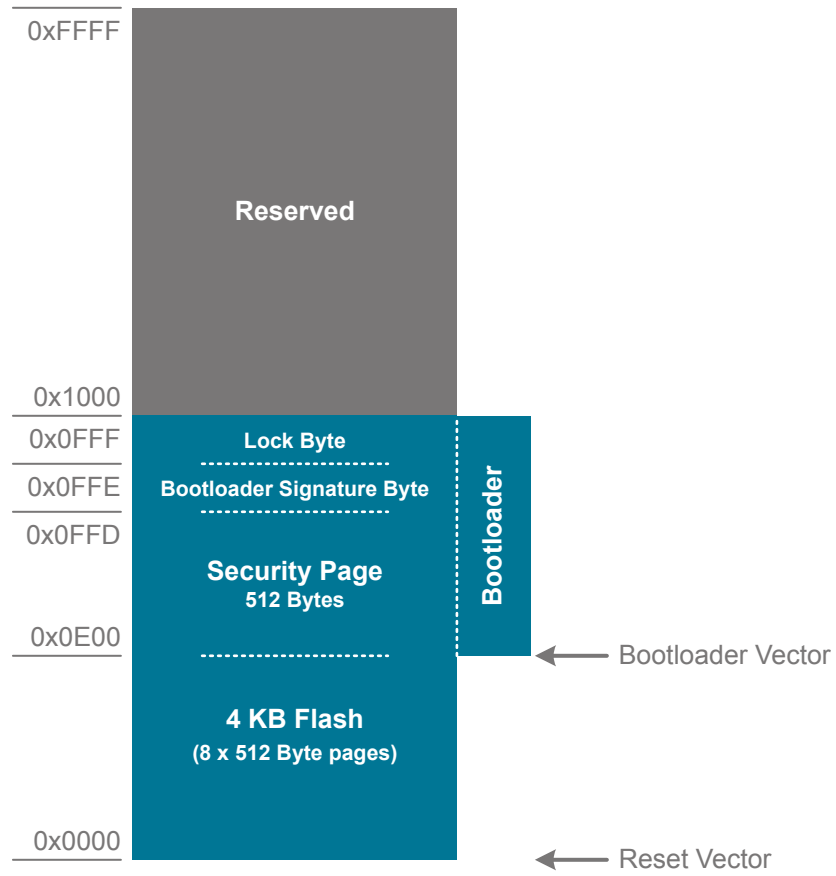 0xFFFF
Reserved
0x1000
0x0FFF
Lock Byte
0x0FFE
Bootloader Signature Byte
0x0FFD
Security Page
512 Bytes
Bootloader
0x0E00
Bootloader Vector
4 KB Flash
(8 x 512 Byte pages)
0x0000
Reset Vector